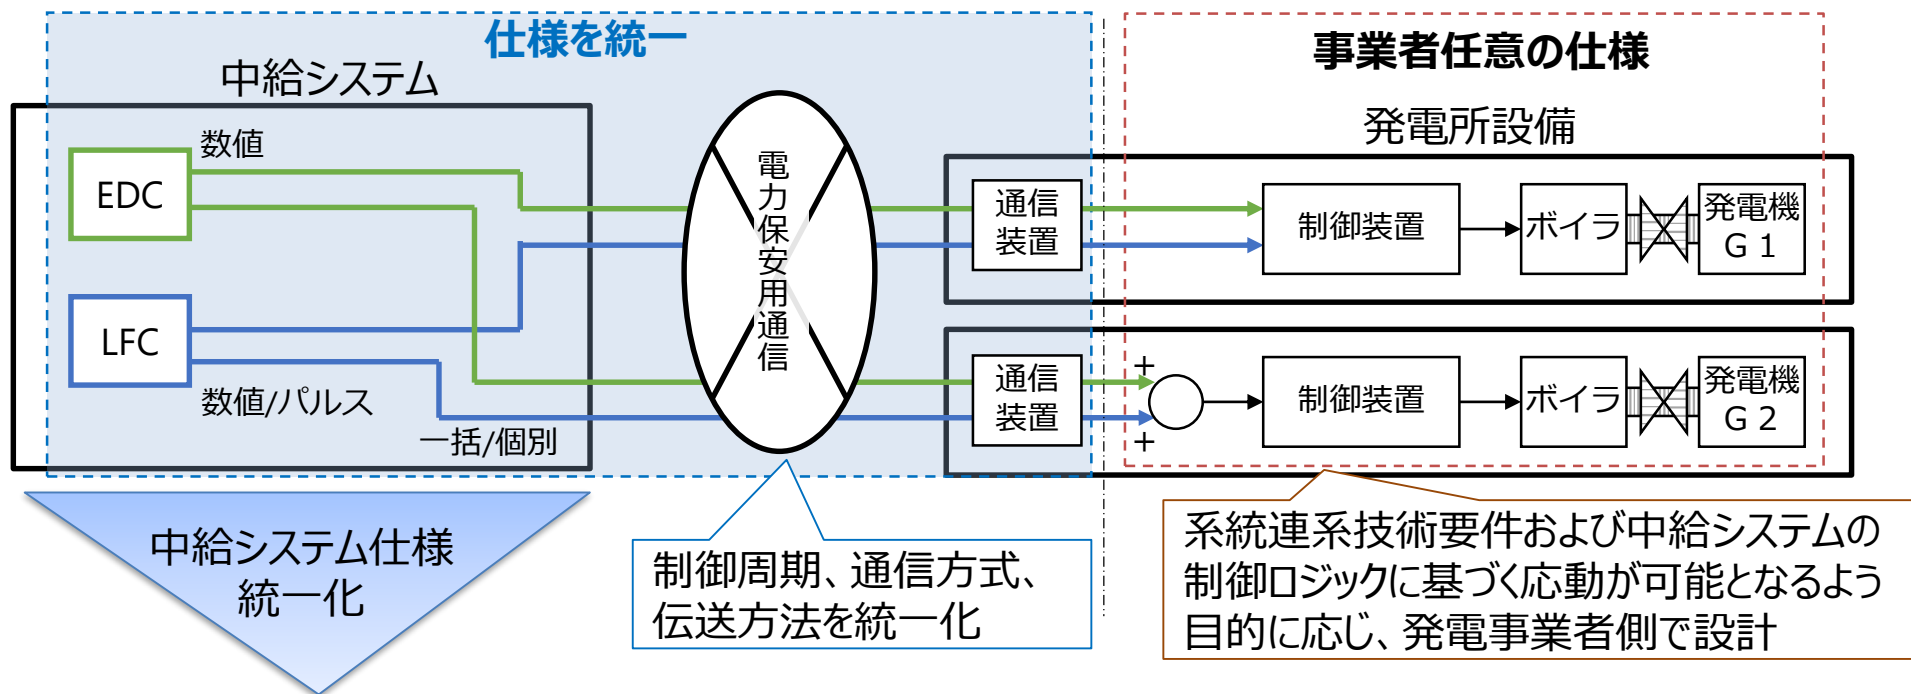 仕様を統一
事業者任意の仕様
中給システム
発電所設備
数値
EDC
LFC
数値/パルス
一括/個別
電力保安用通信
通信
装置
制御装置
ボイラ
発電機
G 1
通信
装置
+
+
制御装置
ボイラ
発電機
G 2
中給システム仕様
統一化
制御周期、通信方式、
伝送方法を統一化
系統連系技術要件および中給システムの
制御ロジックに基づく応動が可能となるよう
目的に応じ、発電事業者側で設計